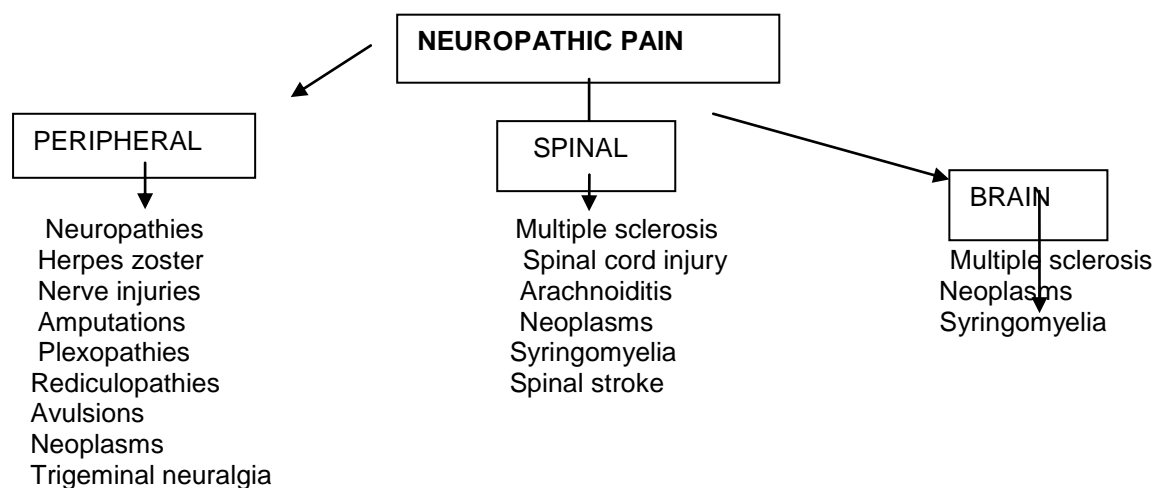 NEUROPATHIC PAIN
PERIPHERAL
Neuropathies
Herpes zoster
Nerve injuries
Amputations
Plexopathies
Rediculopathies
Avulsions
Neoplasms
Trigeminal neuralgia
SPINAL
Multiple sclerosis
Spinal cord injury
Arachnoiditis
Neoplasms
Syringomyelia
Spinal stroke
BRAIN
Multiple sclerosis
Neoplasms
Syringomyelia